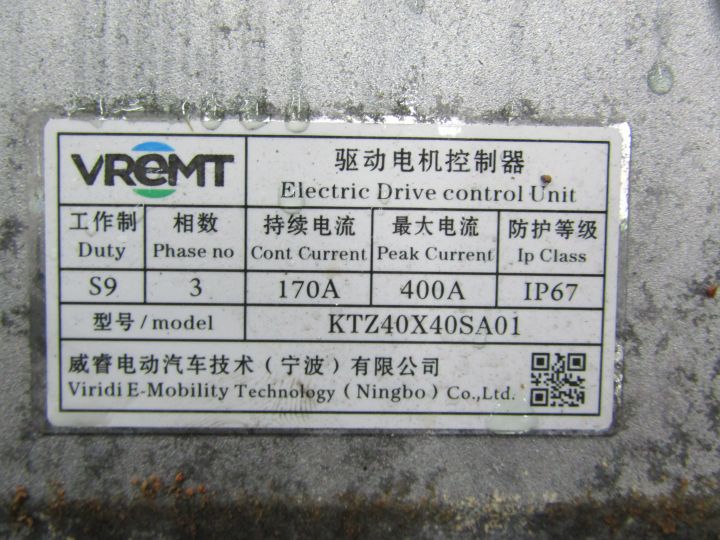 VREMT
驱动电机控制器
Electric Drive control Unit
工作制 相数 持续电流 最大电流 防护等级
Duty Phase no Cont Current Peak Current Ip Class
S9 3 170A 400A IP67
型号/model KTZ40X40SA01
威睿电动汽车技术（宁波）有限公司
Viridi E-Mobility Technology（Ningbo）Co.,Ltd.